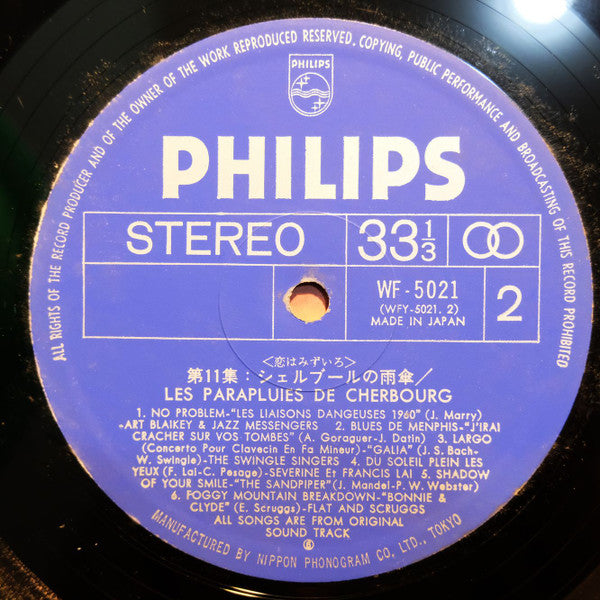 ALL RIGHTS OF THE RECORD PRODUCER AND OF THE OWNER OF THE WORK REPRODUCED RESERVED. COPYING, PUBLIC PERFORMANCE AND BROADCASTING OF THIS RECORD PROHIBITED
PHILIPS
PHILIPS
STEREO 33 1/3
WF-5021 2
(WFY-5021. 2)
MADE IN JAPAN
<恋はみずいろ>
第11集:シェルブールの雨傘/
LES PARAPLUIES DE CHERBOURG
1. NO PROBLEM-"LES LIAISONS DANGEUSES 1960" (J. Marry)
-ART BLAIKEY & JAZZ MESSENGERS 2. BLUES DE MENPHIS-"J'IRAI
CRACHER SUR VOS TOMBES" (A. Goraguer-J. Datin) 3. LARGO
(Concerto Pour Clavecin En Fa Mineur)-"GALIA" (J. S. Bach-
W. Swingle)-THE SWINGLE SINGERS 4. DU SOLEIL PLEIN LES
YEUX (F. Lai-C. Pesage)-SEVERINE Et FRANCIS LAI 5. SHADOW
OF YOUR SMILE-"THE SANDPIPER" (J. Mandel-P. W. Webster)
6. FOGGY MOUNTAIN BREAKDOWN-"BONNIE &
CLYDE" (E. Scruggs)-FLAT AND SCRUGGS
ALL SONGS ARE FROM ORIGINAL
SOUND TRACK
MANUFACTURED BY NIPPON PHONOGRAM CO., LTD., TOKYO